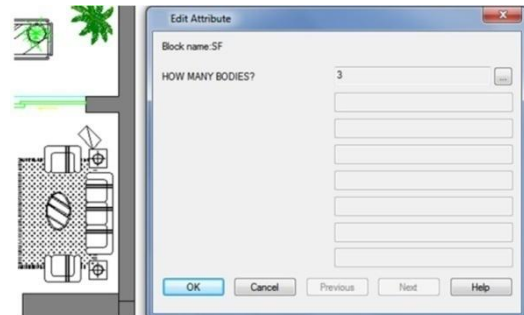 Edit Attribute
Block name:SF
HOW MANY BODIES? 3 ...
OK Cancel Previous Next Help